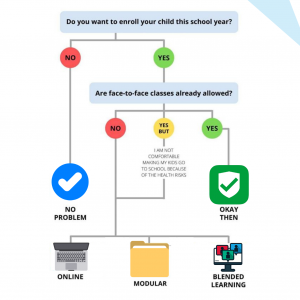 Do you want to enroll your child this school year?
NO
YES
Are face-to-face classes already allowed?
NO
YES
BUT
YES
I AM NOT
COMFORTABLE
MAKING MY KIDS GO
TO SCHOOL BECAUSE
OF THE HEALTH RISKS
NO
PROBLEM
OKAY
THEN
ONLINE
MODULAR
BLENDED
LEARNING